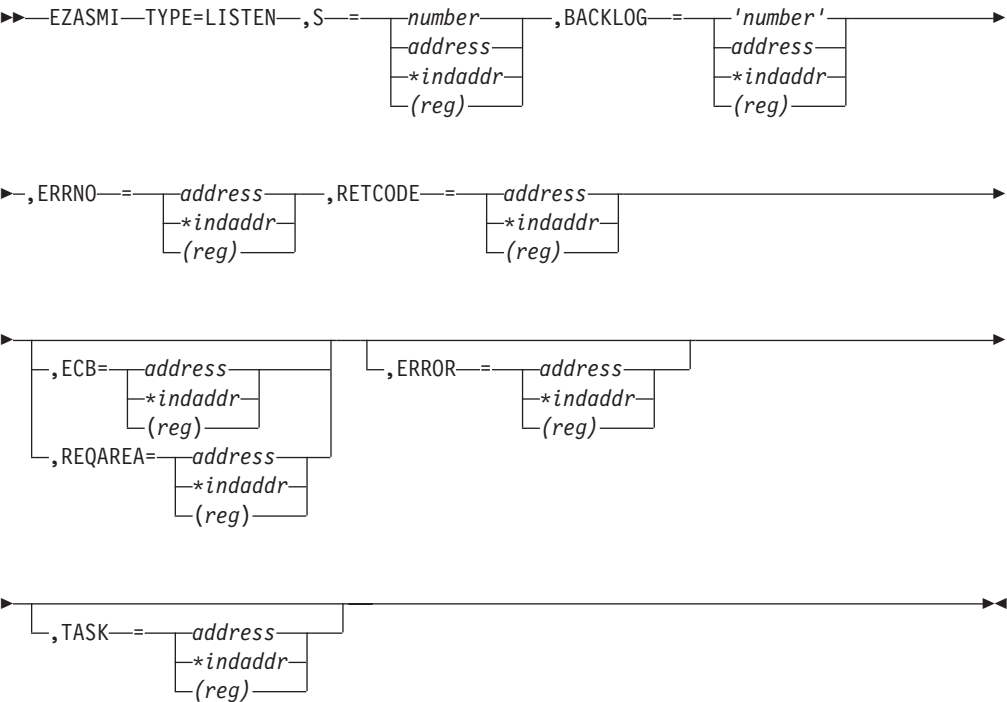 EZASMI TYPE=LISTEN ,S = number ,BACKLOG = 'number'
address address
*indaddr *indaddr
(reg) (reg)
,ERRNO = address ,RETCODE = address
*indaddr *indaddr
(reg) (reg)
,ECB= address ,ERROR = address
*indaddr *indaddr
(reg) (reg)
,REQAREA= address
*indaddr
(reg)
,TASK = address
*indaddr
(reg)